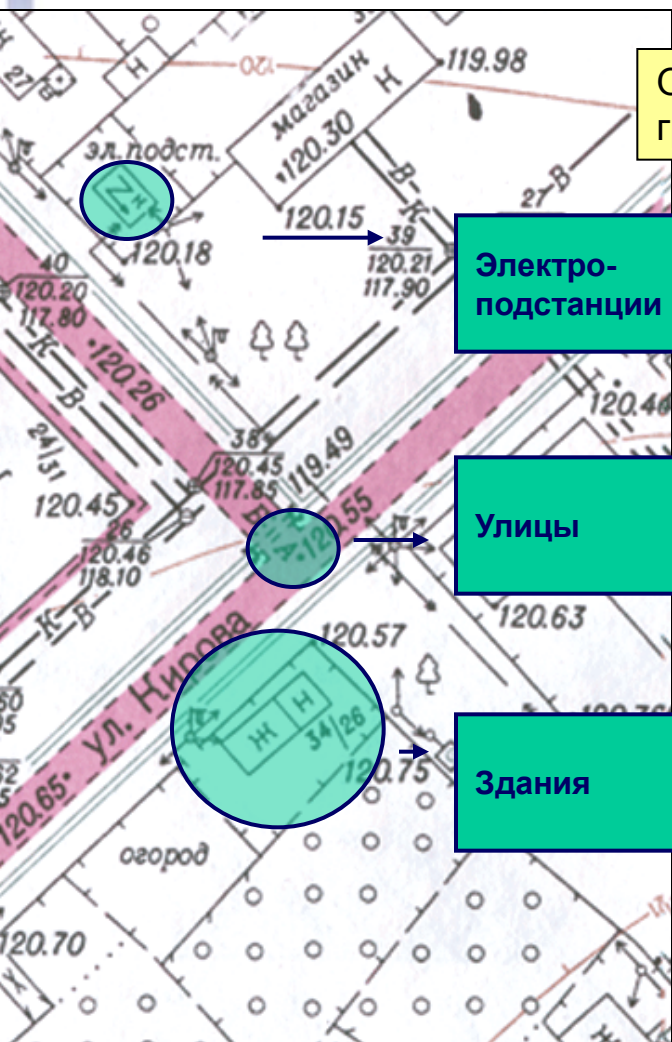 27
Н
120
магазин
Н
120.30
119.98
эл.подст.
Н
120.15
120.18
39
120.21
117.90
В
К
27
В
Электро-
подстанции
40
120.20
117.80
120.26
К
В
24/31
38
120.45
117.85
119.49
120.55
А
120.45
26
120.46
118.10
Улицы
К
В
120.63
ул. Кирова
120.57
Ж
Н
34/26
120.75
Здания
120.65
огород
120.70
Ж